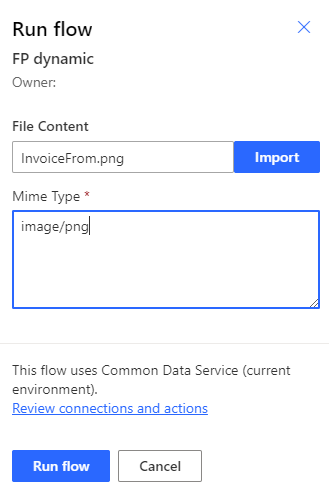 Run flow
FP dynamic
Owner:
File Content
InvoiceFrom.png
Import
Mime Type *
image/png
This flow uses Common Data Service (current
environment).
Review connections and actions
Run flow
Cancel